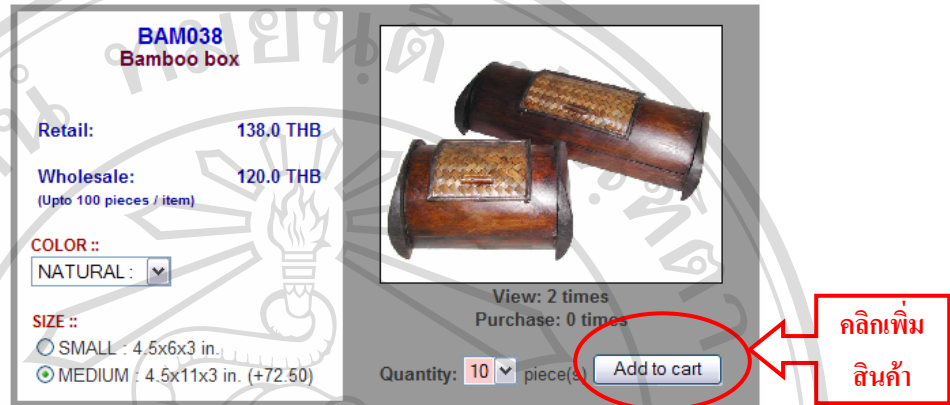 BAM038
Bamboo box
Retail: 138.0 THB
Wholesale: 120.0 THB
(Upto 100 pieces / item)
COLOR ::
NATURAL :
SIZE ::
SMALL : 4.5x6x3 in.
MEDIUM : 4.5x11x3 in. (+72.50)
View: 2 times
Purchase: 0 times
Quantity: 10 piece(s) Add to cart
คลิกเพิ่ม
สินค้า